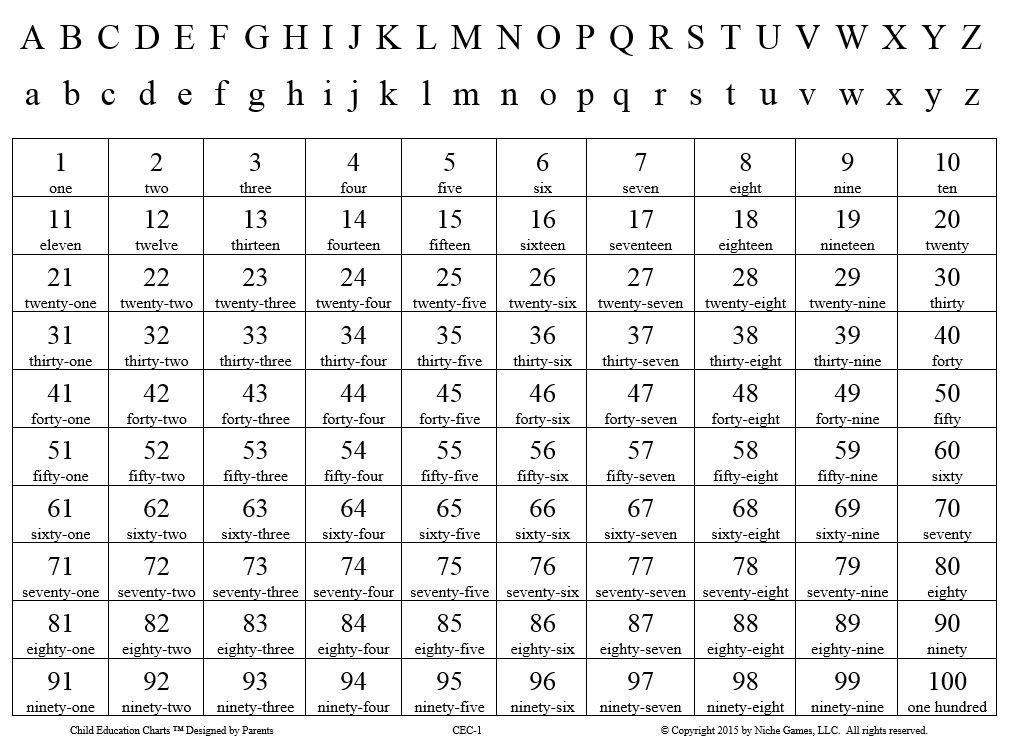 A B C D E F G H I J K L M N O P Q R S T U V W X Y Z
a b c d e f g h i j k l m n o p q r s t u v w x y z
1 2 3 4 5 6 7 8 9 10
one two three four five six seven eight nine ten
11 12 13 14 15 16 17 18 19 20
eleven twelve thirteen fourteen fifteen sixteen seventeen eighteen nineteen twenty
21 22 23 24 25 26 27 28 29 30
twenty-one twenty-two twenty-three twenty-four twenty-five twenty-six twenty-seven twenty-eight twenty-nine thirty
31 32 33 34 35 36 37 38 39 40
thirty-one thirty-two thirty-three thirty-four thirty-five thirty-six thirty-seven thirty-eight thirty-nine forty
41 42 43 44 45 46 47 48 49 50
forty-one forty-two forty-three forty-four forty-five forty-six forty-seven forty-eight forty-nine fifty
51 52 53 54 55 56 57 58 59 60
fifty-one fifty-two fifty-three fifty-four fifty-five fifty-six fifty-seven fifty-eight fifty-nine sixty
61 62 63 64 65 66 67 68 69 70
sixty-one sixty-two sixty-three sixty-four sixty-five sixty-six sixty-seven sixty-eight sixty-nine seventy
71 72 73 74 75 76 77 78 79 80
seventy-one seventy-two seventy-three seventy-four seventy-five seventy-six seventy-seven seventy-eight seventy-nine eighty
81 82 83 84 85 86 87 88 89 90
eighty-one eighty-two eighty-three eighty-four eighty-five eighty-six eighty-seven eighty-eight eighty-nine ninety
91 92 93 94 95 96 97 98 99 100
ninety-one ninety-two ninety-three ninety-four ninety-five ninety-six ninety-seven ninety-eight ninety-nine one hundred
Child Education Charts ™ Designed by Parents CEC-1 © Copyright 2015 by Niche Games, LLC. All rights reserved.